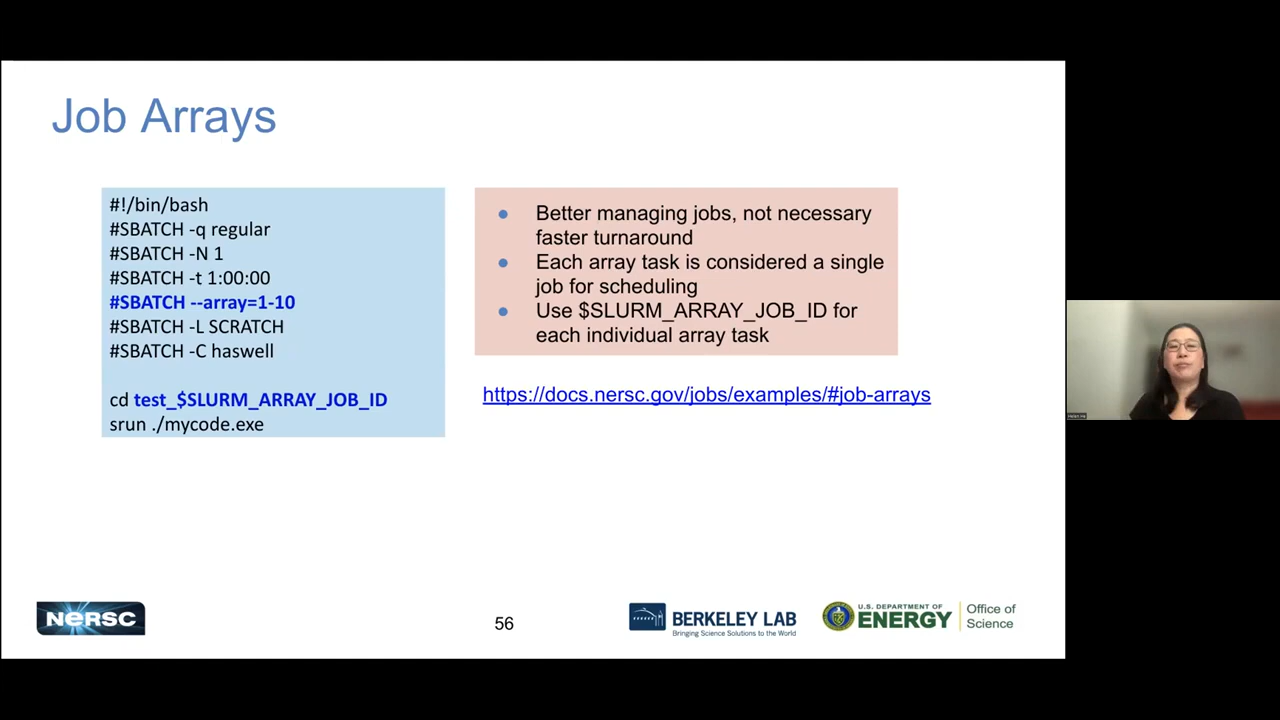 Job Arrays
#!/bin/bash
#SBATCH -q regular
#SBATCH -N 1
#SBATCH -t 1:00:00
#SBATCH --array=1-10
#SBATCH -L SCRATCH
#SBATCH -C haswell
cd test_$SLURM_ARRAY_JOB_ID
srun ./mycode.exe
● Better managing jobs, not necessary
faster turnaround
● Each array task is considered a single
job for scheduling
● Use $SLURM_ARRAY_JOB_ID for
each individual array task
https://docs.nersc.gov/jobs/examples/#job-arrays
NERSC
56
BERKELEY LAB
Bringing Science Solutions to the World
U.S. DEPARTMENT OF
ENERGY
Office of
Science